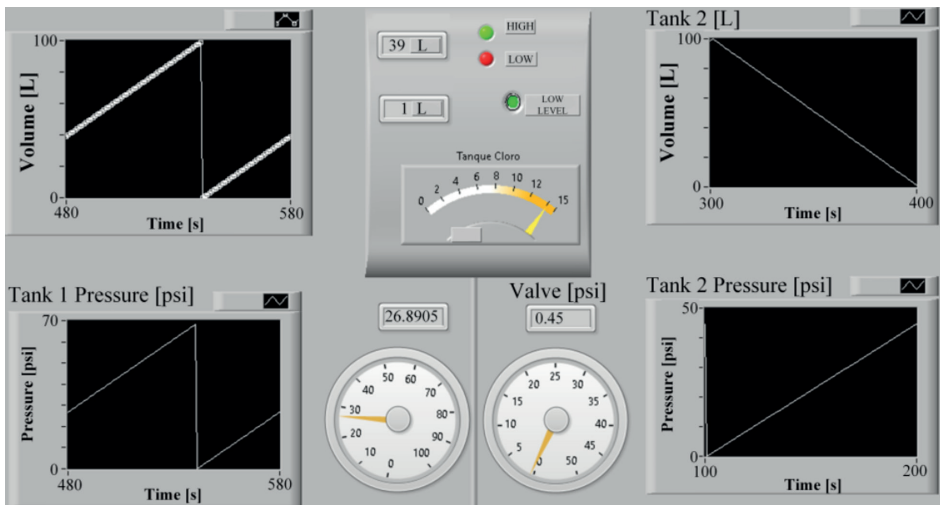 100
0
480
580
Volume [L]
Time [s]
39 L
HIGH
LOW
1 L
LOW
LEVEL
Tanque Cloro
0 2 4 6 8 10 12 15
Tank 2 [L]
100
0
300
400
Volume [L]
Time [s]
Tank 1 Pressure [psi]
70
0
480
580
Pressure [psi]
Time [s]
26.8905
0 10 20 30 40 50 60 70 80 90 100
Valve [psi]
0.45
0 5 10 15 20 25 30 35 40 45 50
Tank 2 Pressure [psi]
50
0
100
200
Pressure [psi]
Time [s]